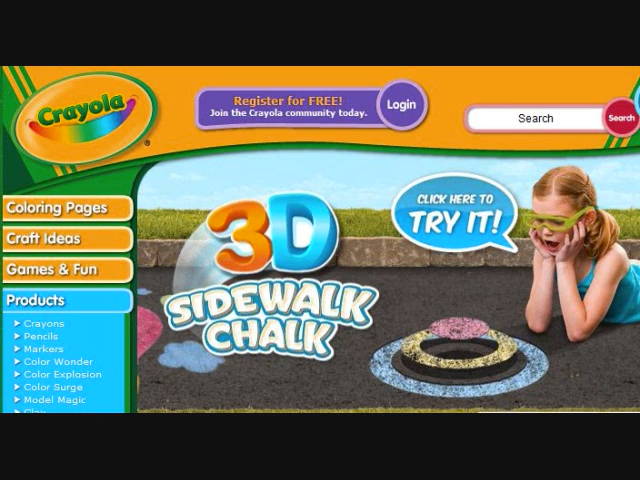 Crayola
®
Register for FREE!
Join the Crayola community today.
Login
Search
Search
Coloring Pages
Craft Ideas
Games & Fun
Products
Crayons
Pencils
Markers
Color Wonder
Color Explosion
Color Surge
Model Magic
3D
SIDEWALK
CHALK
CLICK HERE TO
TRY IT!